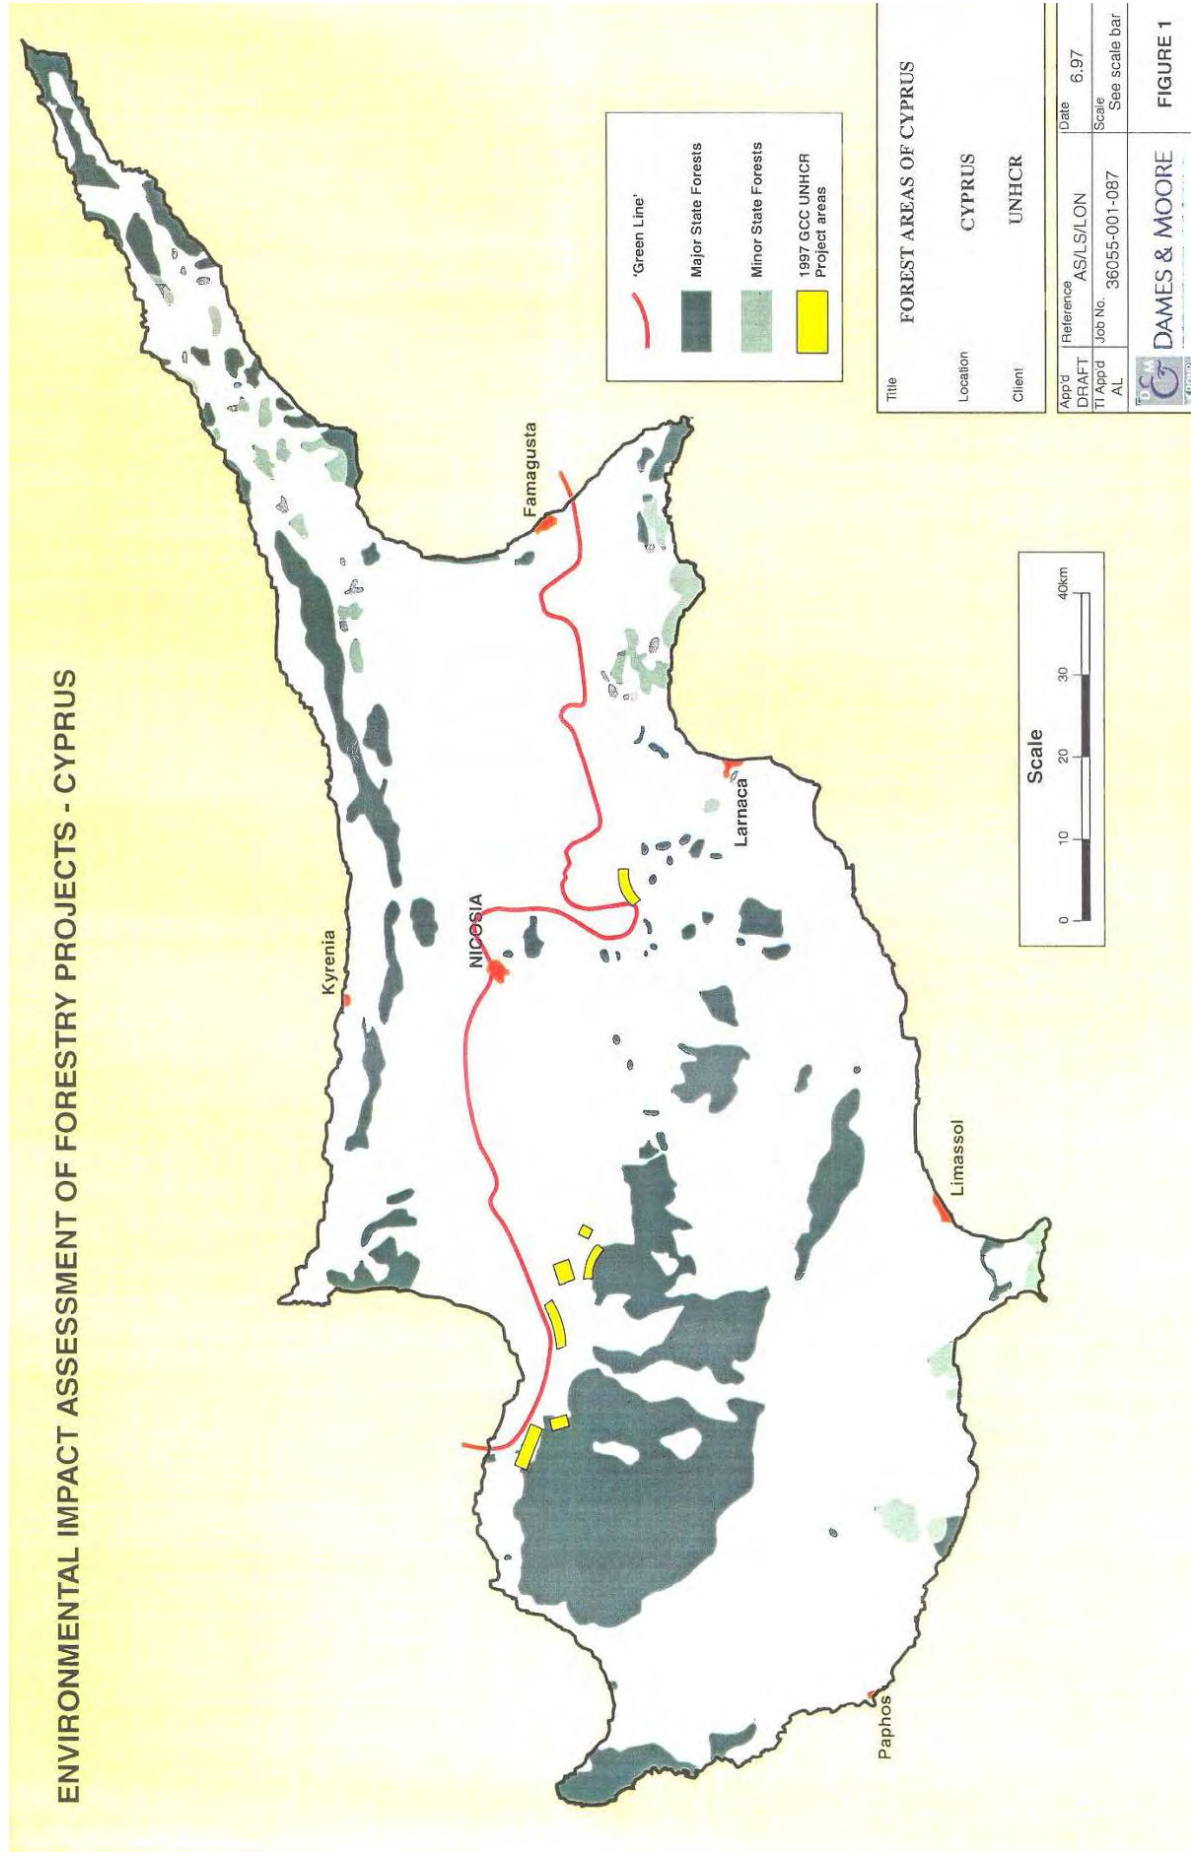 ENVIRONMENTAL IMPACT ASSESSMENT OF FORESTRY PROJECTS - CYPRUS
Kyrenia
NICOSIA
Famagusta
Larnaca
Limassol
Paphos
'Green Line'
Major State Forests
Minor State Forests
1997 GCC UNHCR
Project areas
Scale
0 10 20 30 40km
Title
FOREST AREAS OF CYPRUS
Location
CYPRUS
Client
UNHCR
App'd
DRAFT
Reference
AS/LS/LON
Date
6.97
TI App'd
AL
Job No.
36055-001-087
Scale
See scale bar
D&M
DAMES & MOORE
FIGURE 1